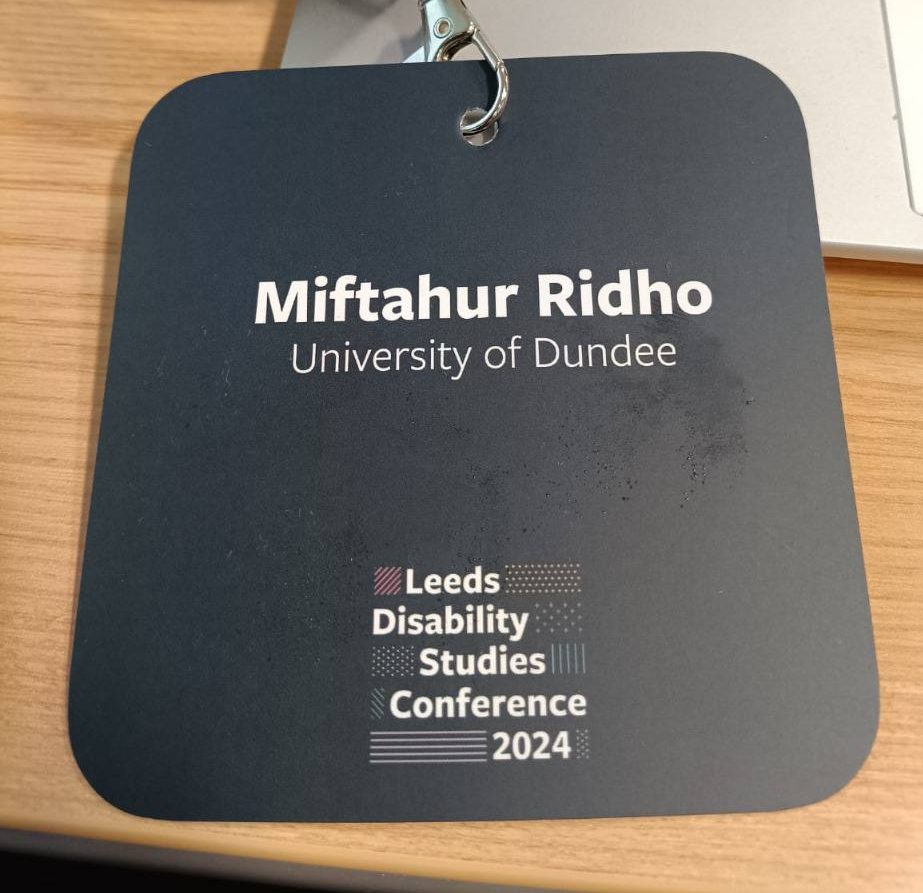 Miftahur Ridho
University of Dundee
Leeds
Disability
Studies
Conference
2024